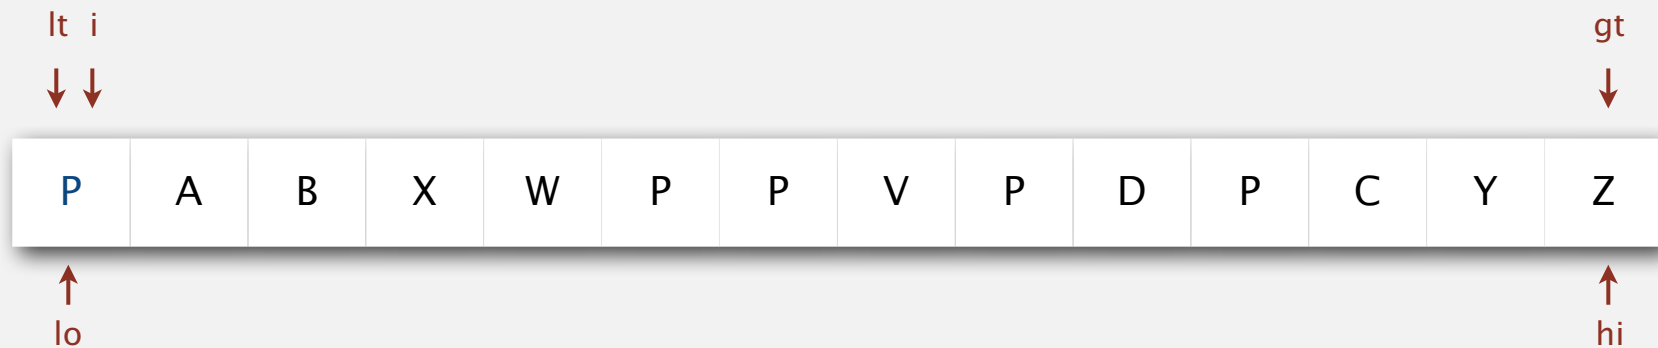 lt i gt
P A B X W P P V P D P C Y Z
lo hi